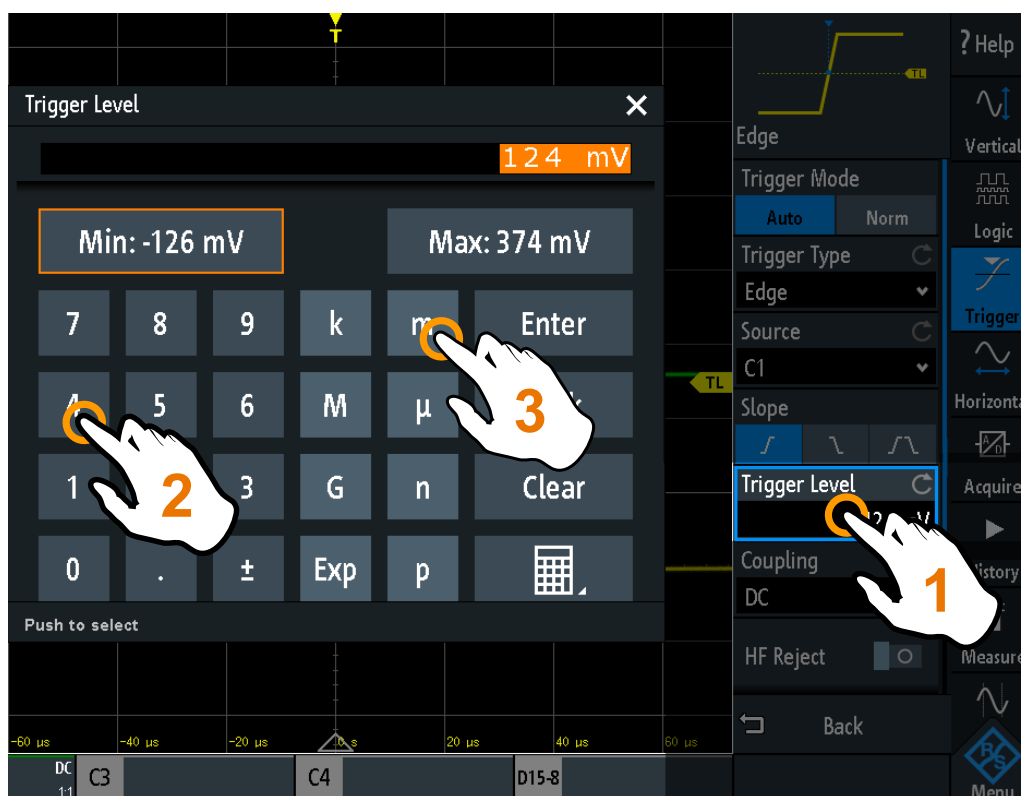 T
Trigger Level
124 mV
Min: -126 mV
Max: 374 mV
7 8 9 k m Enter
4 5 6 M µ
1 3 G n Clear
0 . ± Exp p
Push to select
2
3
1
TL
-60 µs -40 µs -20 µs 0 s 20 µs 40 µs 60 µs
DC
1:1
C3
C4
D15-8
TL
Edge
Trigger Mode
Auto Norm
Trigger Type
Edge
Source
C1
Slope
Trigger Level
Coupling
DC
HF Reject
Back
? Help
Vertical
Logic
Trigger
Horizonta
A
D
Acquire
History
Measure
R&S
Menu